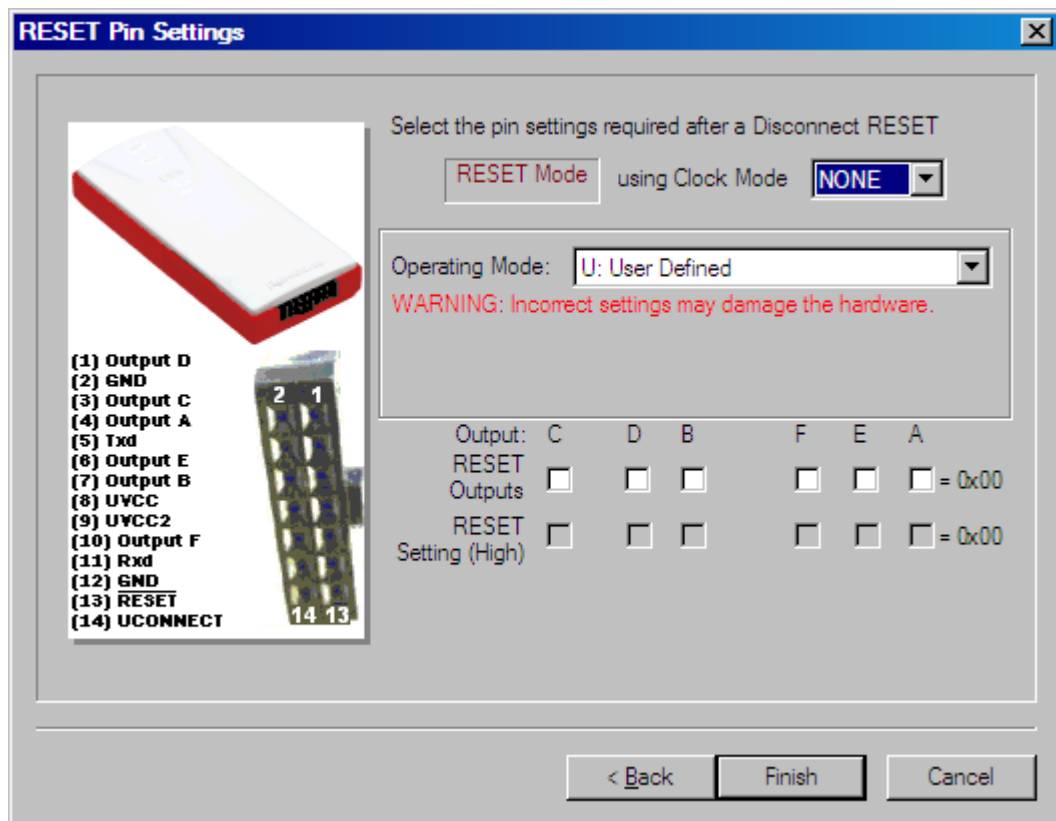 RESET Pin Settings
Select the pin settings required after a Disconnect RESET
RESET Mode using Clock Mode NONE
Operating Mode: U: User Defined
WARNING: Incorrect settings may damage the hardware.
(1) Output D
(2) GND
(3) Output C
(4) Output A
(5) Txd
(6) Output E
(7) Output B
(8) UVCC
(9) UVCC2
(10) Output F
(11) Rxd
(12) GND
(13) RESET
(14) UCONNECT
2 1
14 13
Output: C D B F E A
RESET
Outputs = 0x00
RESET
Setting (High) = 0x00
< Back Finish Cancel